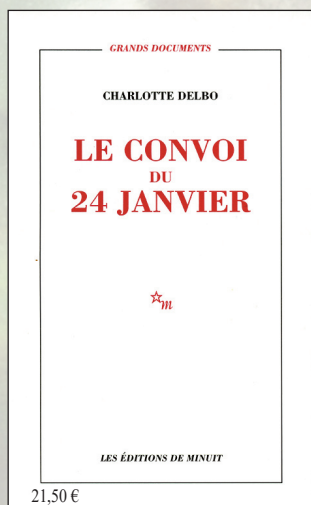 GRANDS DOCUMENTS
CHARLOTTE DELBO
LE CONVOI
DU
24 JANVIER
m
LES ÉDITIONS DE MINUIT
21,50 €